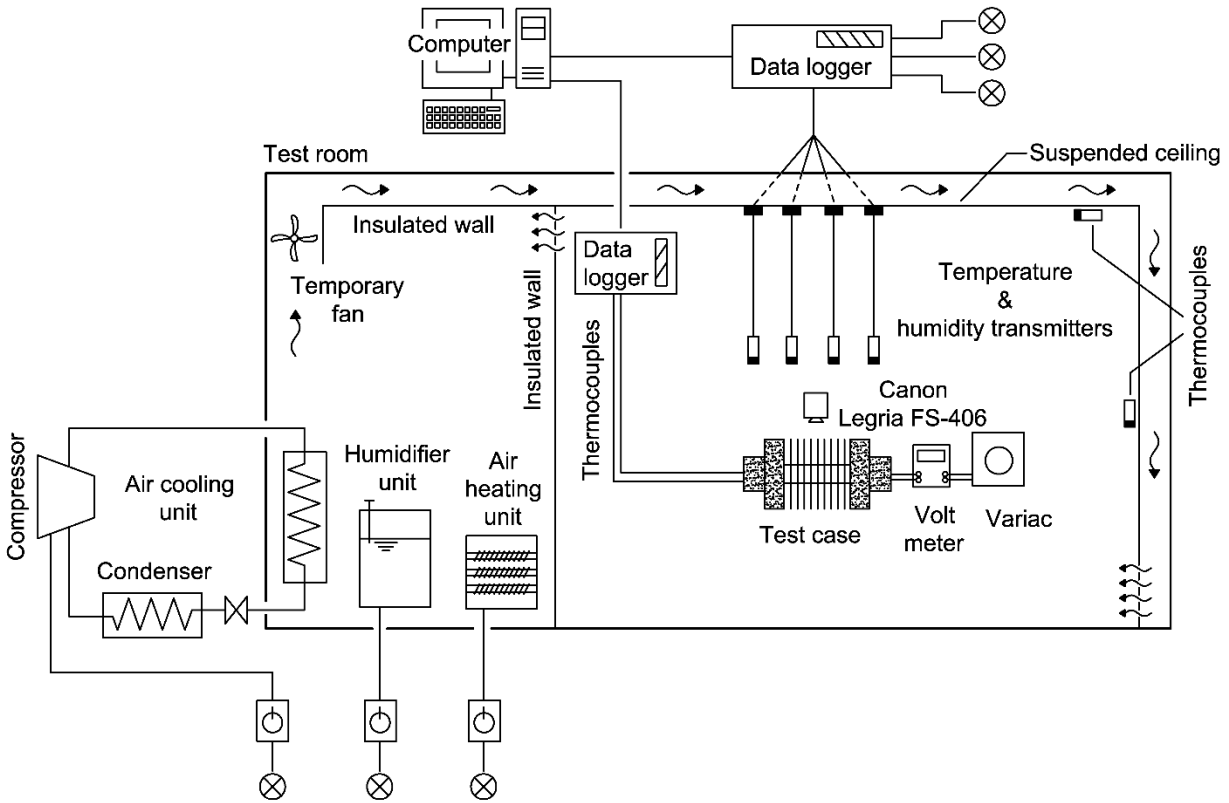 Computer
Data logger
Test room
Suspended ceiling
Insulated wall
Temporary
fan
Insulated wall
Data
logger
Thermocouples
Temperature
&
humidity transmitters
Thermocouples
Canon
Legria FS-406
Compressor
Air cooling
unit
Condenser
Humidifier
unit
Air
heating
unit
Test case
Volt
meter
Variac